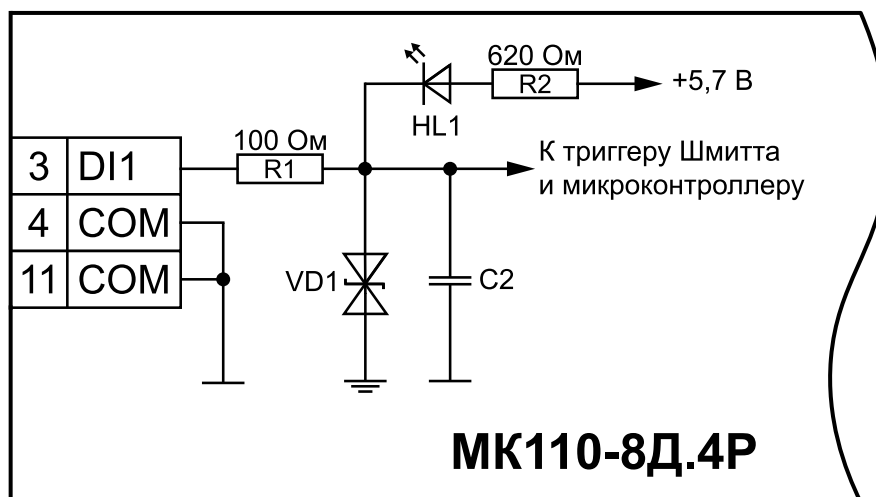 620 Ом
R2
+5,7 В
HL1
100 Ом
R1
3 DI1
4 COM
11 COM
К триггеру Шмитта
и микроконтроллеру
VD1
C2
МК110-8Д.4Р